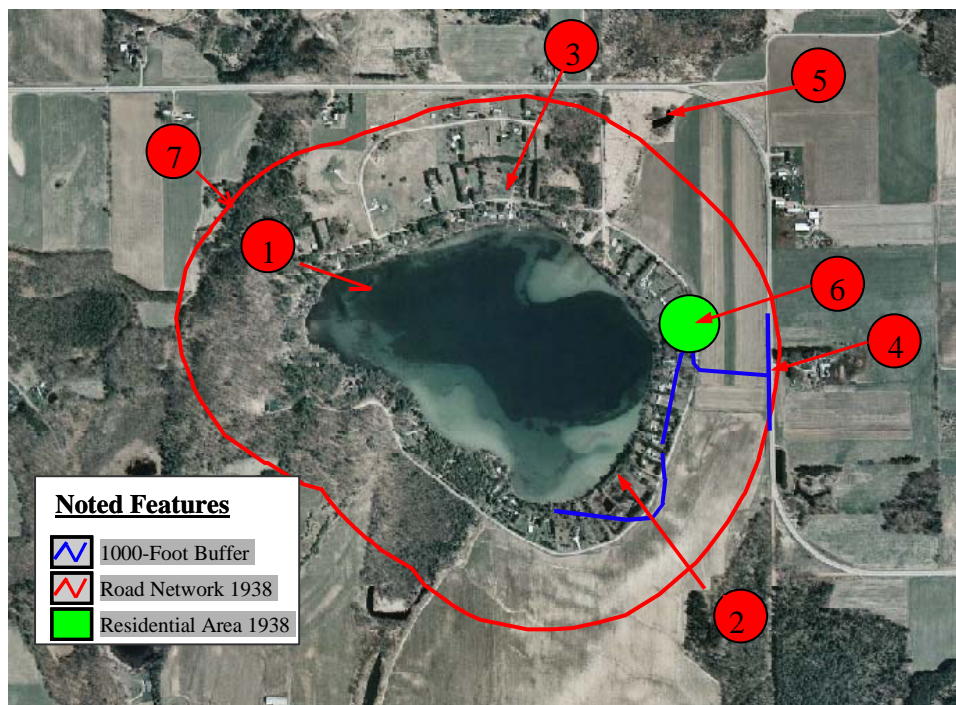 3
5
7
1
6
4
2
Noted Features
1000-Foot Buffer
Road Network 1938
Residential Area 1938